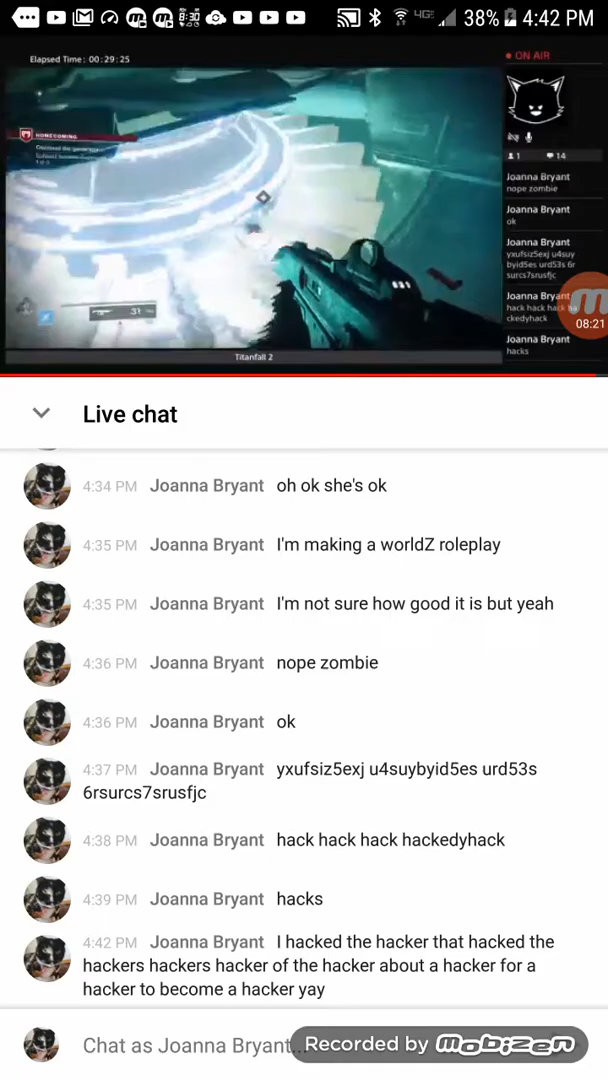 8:30 4G 38% 4:42 PM
Elapsed Time: 00:29:25
ON AIR
HOMECOMING
1 14
Joanna Bryant
nope zombie
Joanna Bryant
ok
Joanna Bryant
yxufsiz5exj u4suy
byid5es urd53s 6r
surcs7srusfjc
Joanna Bryant
hack hack hack ha
ckedyhack
08:21
Joanna Bryant
hacks
31
Titanfall 2
Live chat
4:34 PM Joanna Bryant oh ok she's ok
4:35 PM Joanna Bryant I'm making a worldZ roleplay
4:35 PM Joanna Bryant I'm not sure how good it is but yeah
4:36 PM Joanna Bryant nope zombie
4:36 PM Joanna Bryant ok
4:37 PM Joanna Bryant yxufsiz5exj u4suybyid5es urd53s
6rsurcs7srusfjc
4:38 PM Joanna Bryant hack hack hack hackedyhack
4:39 PM Joanna Bryant hacks
4:42 PM Joanna Bryant I hacked the hacker that hacked the
hackers hackers hacker of the hacker about a hacker for a
hacker to become a hacker yay
Chat as Joanna Bryant...
Recorded by mobizen